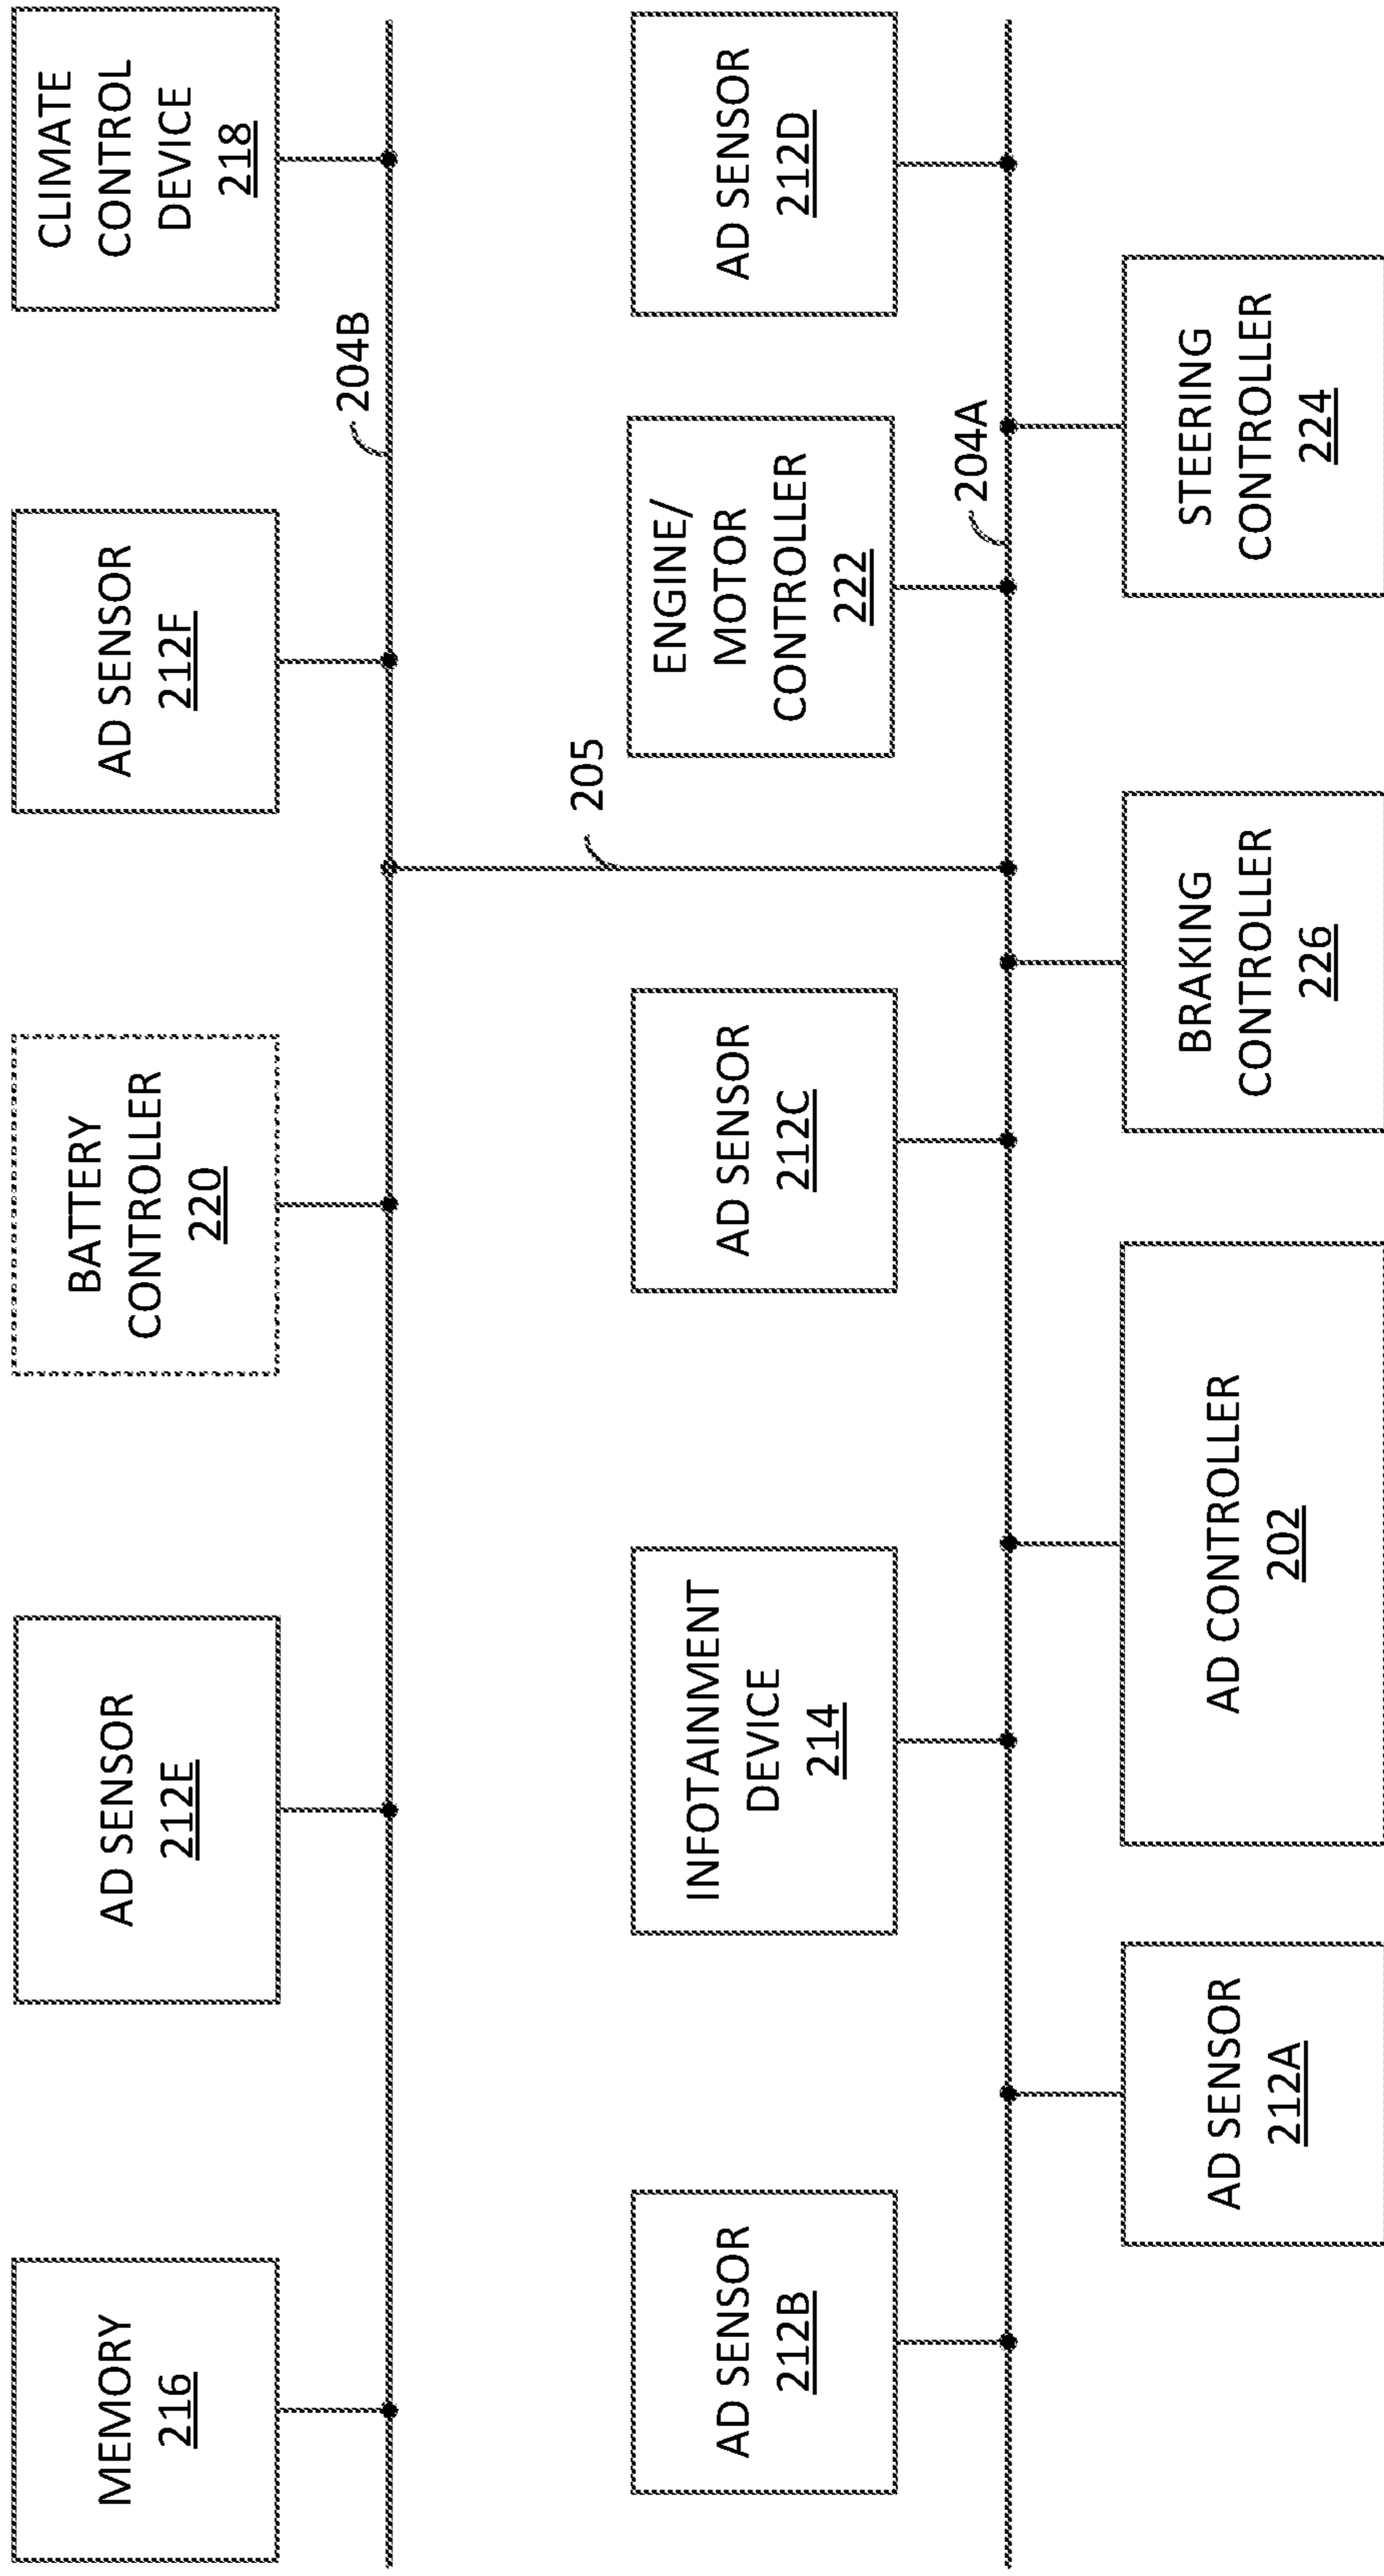 MEMORY
216
AD SENSOR
212E
BATTERY
CONTROLLER
220
AD SENSOR
212F
CLIMATE
CONTROL
DEVICE
218
204B
205
AD SENSOR
212B
INFOTAINMENT
DEVICE
214
AD SENSOR
212C
ENGINE/
MOTOR
CONTROLLER
222
AD SENSOR
212D
204A
AD SENSOR
212A
AD CONTROLLER
202
BRAKING
CONTROLLER
226
STEERING
CONTROLLER
224